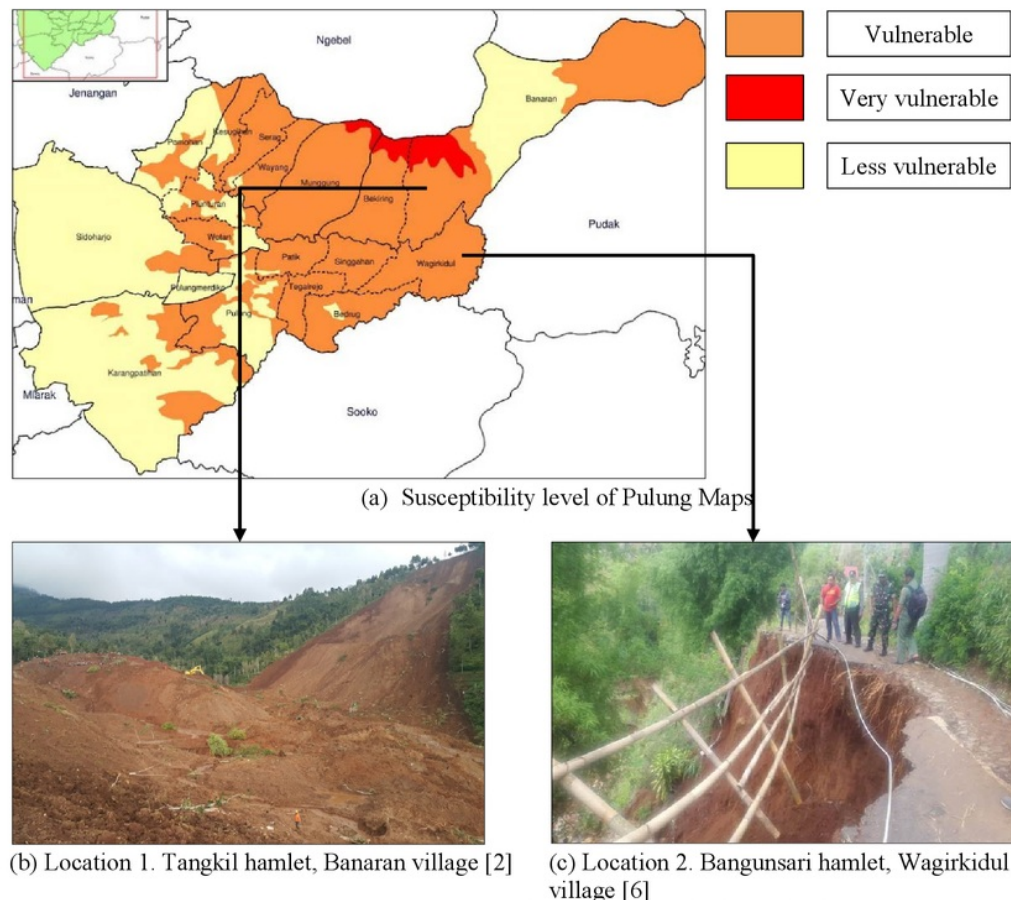 Ngebel
Jenangan
Banaran
Kesugihan
Pomahan
Serag
Wayang
Munggung
Bekiring
Plunturan
Pudak
Sidoharjo
Wotan
Patik
Singgahan
Wagirkidul
Pulungmerdiko
Tegalrejo
man
Pulung
Bedrug
Karangpatihan
Mlarak
Sooko
Vulnerable
Very vulnerable
Less vulnerable
(a) Susceptibility level of Pulung Maps
(b) Location 1. Tangkil hamlet, Banaran village [2]
(c) Location 2. Bangunsari hamlet, Wagirkidul
village [6]